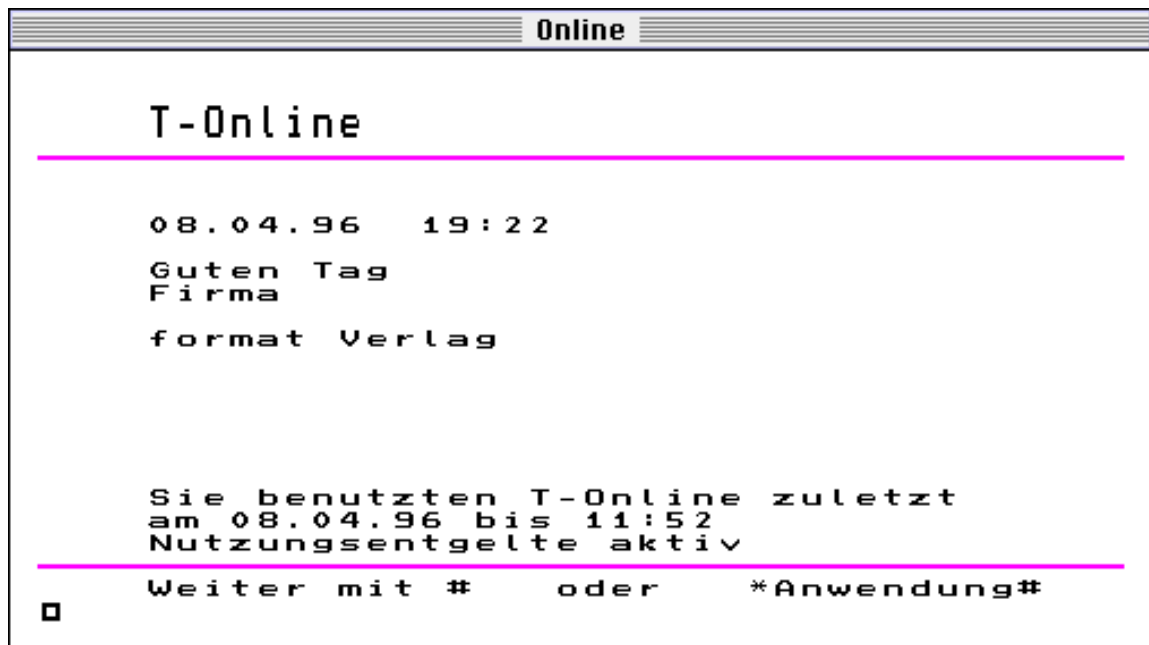 Online
T-Online
08.04.96 19:22
Guten Tag
Firma
format Verlag
Sie benutzten T-Online zuletzt
am 08.04.96 bis 11:52
Nutzungsentgelte aktiv
Weiter mit # oder *Anwendung#